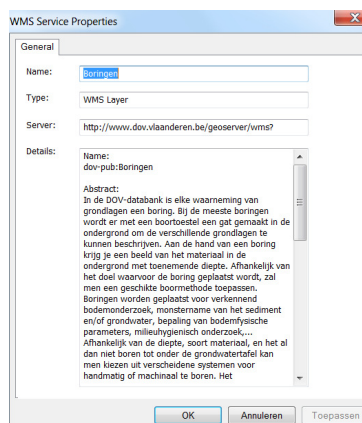 WMS Service Properties
General
Name:
Boringen
Type:
WMS Layer
Server:
http://www.dov.vlaanderen.be/geoserver/wms?
Details:
Name:
dov-pub:Boringen
Abstract:
In de DOV-databank is elke waarneming van
grondlagen een boring. Bij de meeste boringen
wordt er met een boortoestel een gat gemaakt in de
ondergrond om de verschillende grondlagen te
kunnen beschrijven. Aan de hand van een boring
krijg je een beeld van het materiaal in de
ondergrond met toenemende diepte. Afhankelijk van
het doel waarvoor de boring geplaatst wordt, zal
men een geschikte boormethode toepassen.
Boringen worden geplaatst voor verkennend
bodemonderzoek, monstername van het sediment
en/of grondwater, bepaling van bodemfysische
parameters, milieuhygienisch onderzoek,...
Afhankelijk van de diepte, soort materiaal, en het al
dan niet boren tot onder de grondwatertafel kan
men kiezen uit verscheidene systemen voor
handmatig of machinaal te boren. Het
OK
Annuleren
Toepassen